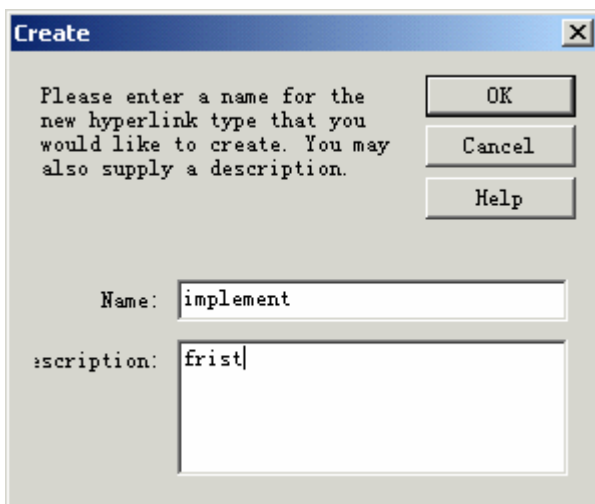 Create
Please enter a name for the
new hyperlink type that you
would like to create. You may
also supply a description.
OK
Cancel
Help
Name: implement
escription: frist